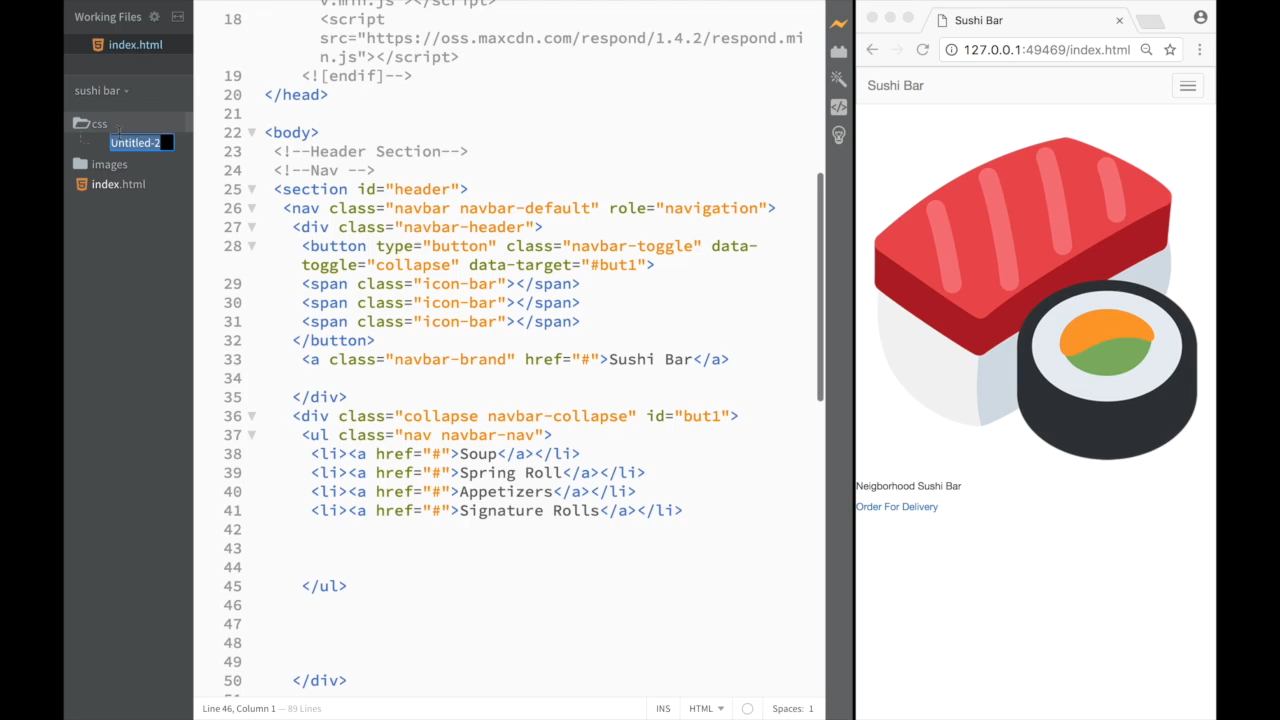 Working Files
index.html
sushi bar
css
Untitled-2
images
index.html
v.min.js"></script>
18 <script
src="https://oss.maxcdn.com/respond/1.4.2/respond.mi
n.js"></script>
19 <![endif]-->
20 </head>
21
22 <body>
23 <!--Header Section-->
24 <!--Nav -->
25 <section id="header">
26 <nav class="navbar navbar-default" role="navigation">
27 <div class="navbar-header">
28 <button type="button" class="navbar-toggle" data-
toggle="collapse" data-target="#but1">
29 <span class="icon-bar"></span>
30 <span class="icon-bar"></span>
31 <span class="icon-bar"></span>
32 </button>
33 <a class="navbar-brand" href="#">Sushi Bar</a>
34
35 </div>
36 <div class="collapse navbar-collapse" id="but1">
37 <ul class="nav navbar-nav">
38 <li><a href="#">Soup</a></li>
39 <li><a href="#">Spring Roll</a></li>
40 <li><a href="#">Appetizers</a></li>
41 <li><a href="#">Signature Rolls</a></li>
42
43
44
45 </ul>
46
47
48
49
50 </div>
Line 46, Column 1 — 89 Lines
INS
HTML
Spaces: 1
Sushi Bar
127.0.0.1:49469/index.html
Sushi Bar
Neigborhood Sushi Bar
Order For Delivery